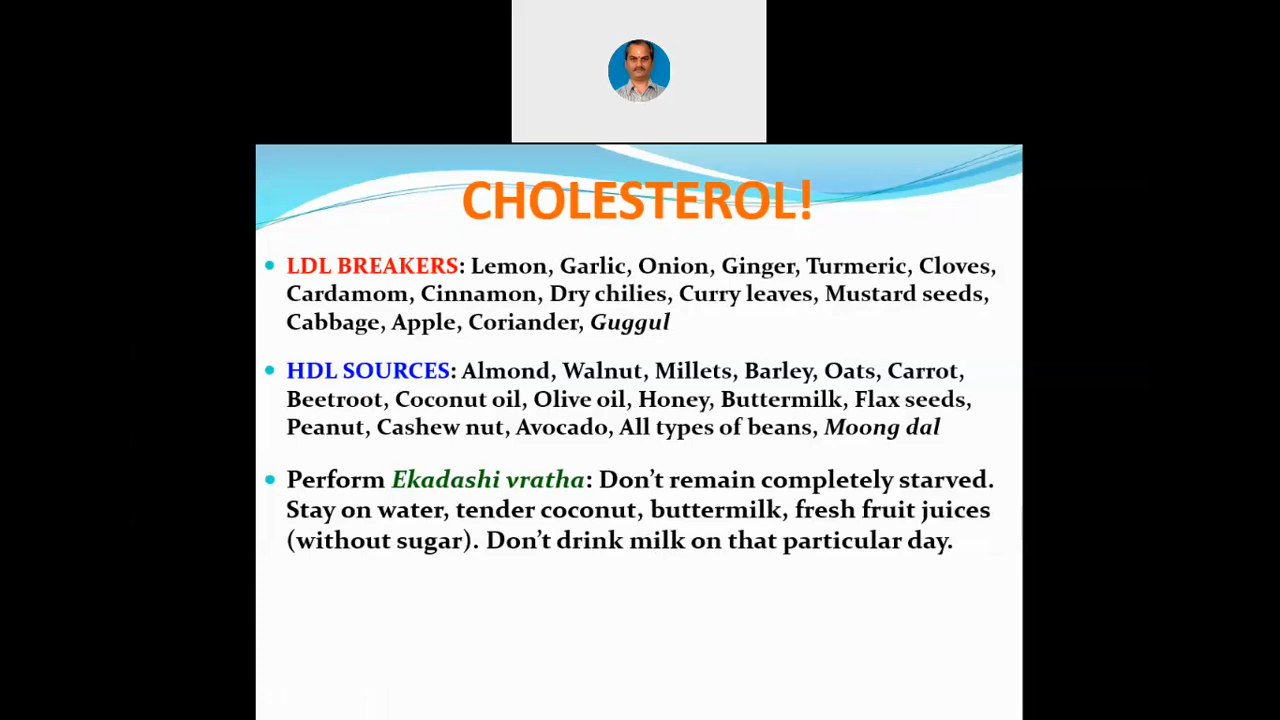 CHOLESTEROL!
LDL BREAKERS: Lemon, Garlic, Onion, Ginger, Turmeric, Cloves,
Cardamom, Cinnamon, Dry chilies, Curry leaves, Mustard seeds,
Cabbage, Apple, Coriander, Guggul
HDL SOURCES: Almond, Walnut, Millets, Barley, Oats, Carrot,
Beetroot, Coconut oil, Olive oil, Honey, Buttermilk, Flax seeds,
Peanut, Cashew nut, Avocado, All types of beans, Moong dal
Perform Ekadashi vratha: Don’t remain completely starved.
Stay on water, tender coconut, buttermilk, fresh fruit juices
(without sugar). Don’t drink milk on that particular day.